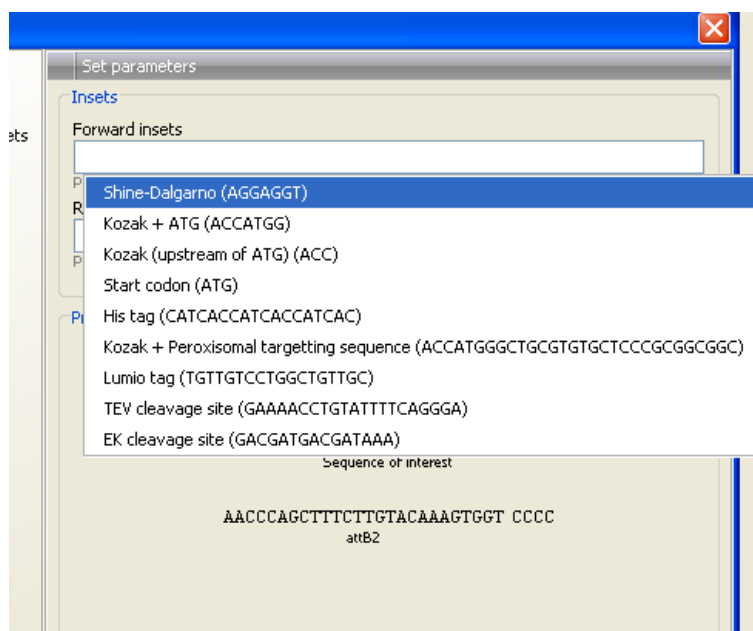 Set parameters
Insets
ets
Forward insets
P
Shine-Dalgarno (AGGAGGT)
R
Kozak + ATG (ACCATGG)
Kozak (upstream of ATG) (ACC)
P
Start codon (ATG)
His tag (CATCACCATCACCATCAC)
Pr
Kozak + Peroxisomal targetting sequence (ACCATGGGCTGCGTGTGCTCCCGCGGCGGC)
Lumio tag (TGTTGTCCTGGCTGTTGC)
TEV cleavage site (GAAAACCTGTATTTTCAGGGA)
EK cleavage site (GACGATGACGATAAA)
Sequence of interest
AACCCAGCTTTCTTGTACAAAGTGGT CCCC
attB2